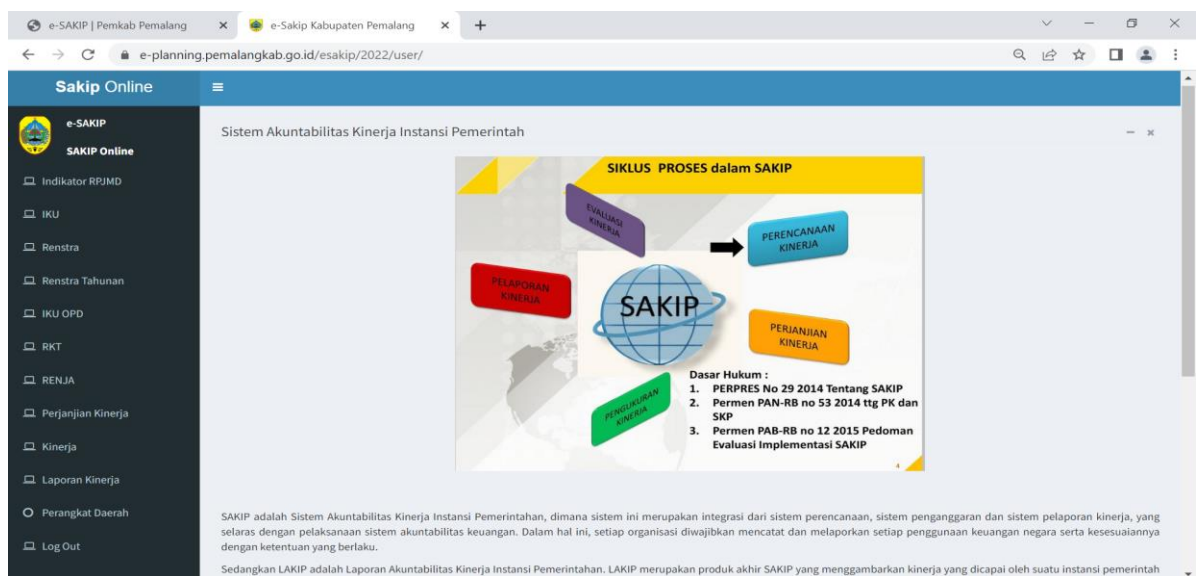 e-SAKIP | Pemkab Pemalang
e-Sakip Kabupaten Pemalang
e-planning.pemalangkab.go.id/esakip/2022/user/
Sakip Online
e-SAKIP
SAKIP Online
Indikator RPJMD
IKU
Renstra
Renstra Tahunan
IKU OPD
RKT
RENJA
Perjanjian Kinerja
Kinerja
Laporan Kinerja
Perangkat Daerah
Log Out
Sistem Akuntabilitas Kinerja Instansi Pemerintah
SIKLUS PROSES dalam SAKIP
EVALUASI
KINERJA
PERENCANAAN
KINERJA
PELAPORAN
KINERJA
SAKIP
PERJANJIAN
KINERJA
PENGUKURAN
KINERJA
Dasar Hukum :
1. PERPRES No 29 2014 Tentang SAKIP
2. Permen PAN-RB no 53 2014 ttg PK dan
SKP
3. Permen PAB-RB no 12 2015 Pedoman
Evaluasi Implementasi SAKIP
4
SAKIP adalah Sistem Akuntabilitas Kinerja Instansi Pemerintahan, dimana sistem ini merupakan integrasi dari sistem perencanaan, sistem penganggaran dan sistem pelaporan kinerja, yang
selaras dengan pelaksanaan sistem akuntabilitas keuangan. Dalam hal ini, setiap organisasi diwajibkan mencatat dan melaporkan setiap penggunaan keuangan negara serta kesesuaiannya
dengan ketentuan yang berlaku.
Sedangkan LAKIP adalah Laporan Akuntabilitas Kinerja Instansi Pemerintahan. LAKIP merupakan produk akhir SAKIP yang menggambarkan kinerja yang dicapai oleh suatu instansi pemerintah